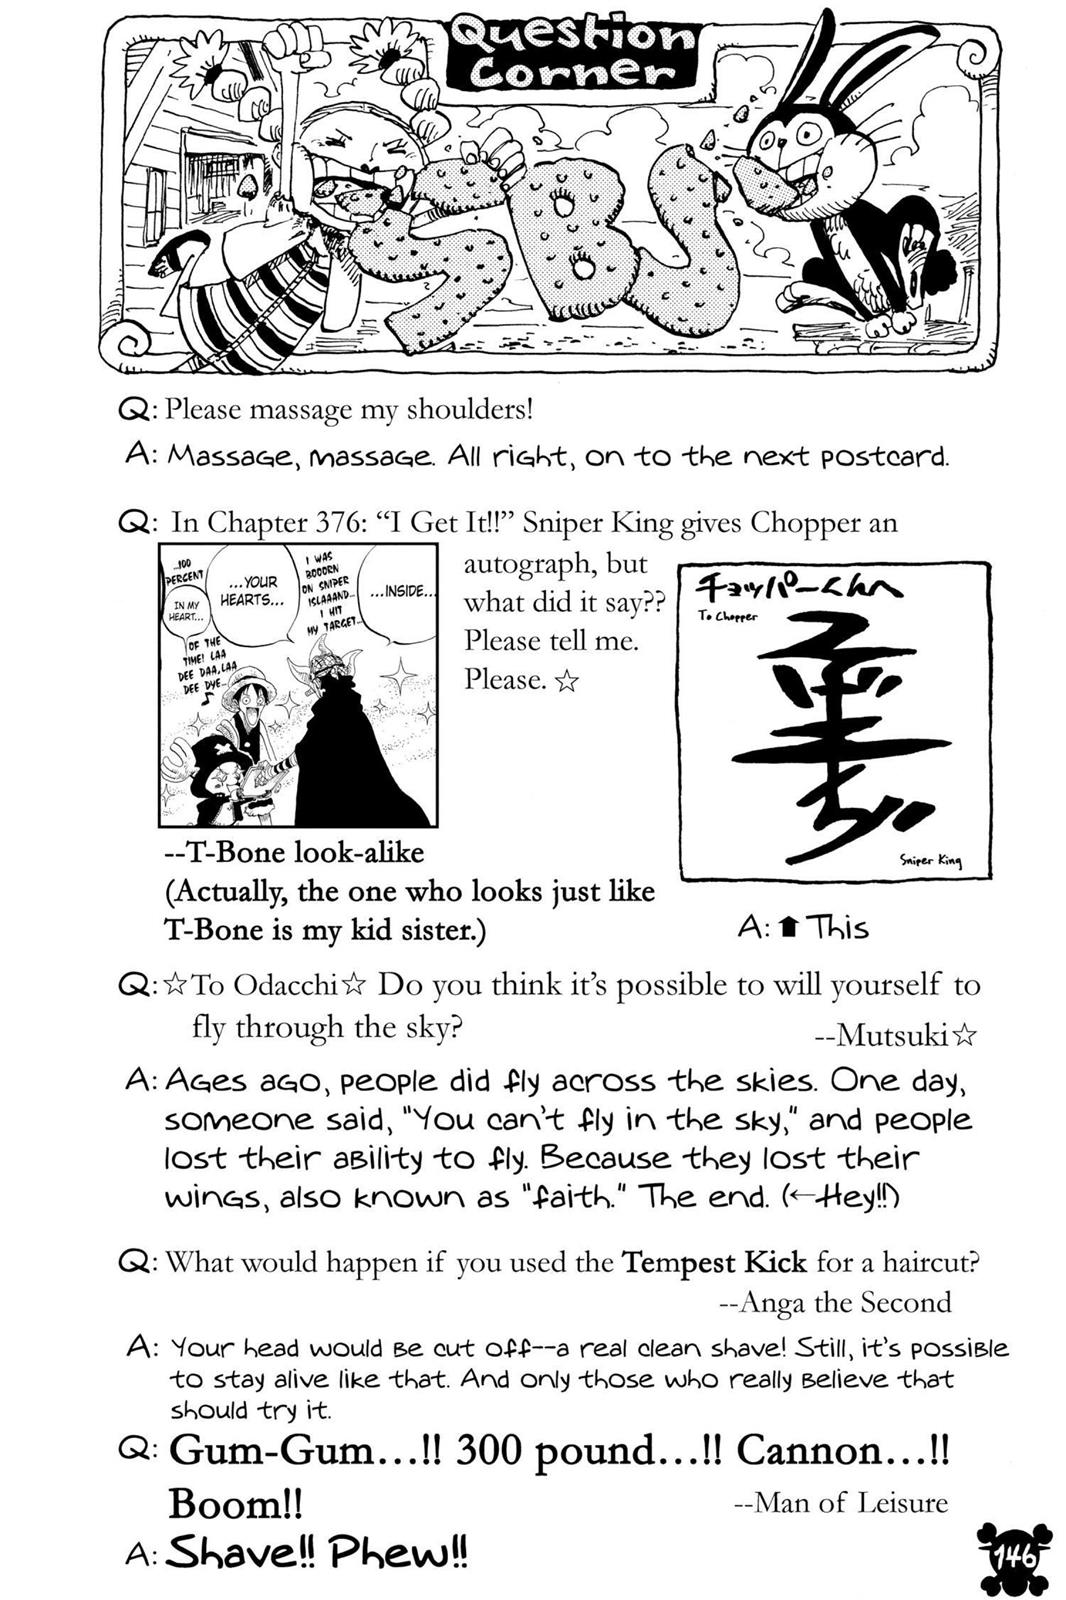 Question
Corner
SBS
Q: Please massage my shoulders!
A: Massage, massage. All right, on to the next postcard.
Q: In Chapter 376: “I Get It!!” Sniper King gives Chopper an
autograph, but
what did it say??
Please tell me.
Please. ☆
...INSIDE...
I WAS
BOOORN
ON SNIPER
ISLAAAND...
I HIT
MY TARGET...
...YOUR
HEARTS...
...100
PERCENT
IN MY
HEART...
OF THE
TIME! LAA
DEE DAA, LAA
DEE DYE...
♪
チョッパーくんへ
To Chopper
Sniper King
--T-Bone look-alike
(Actually, the one who looks just like
T-Bone is my kid sister.)
A: ⬆ This
Q: ☆To Odacchi☆ Do you think it’s possible to will yourself to
fly through the sky?
--Mutsuki☆
A: Ages ago, people did fly across the skies. One day,
someone said, "You can't fly in the sky," and people
lost their ability to fly. Because they lost their
wings, also known as "faith." The end. (←Hey!!)
Q: What would happen if you used the Tempest Kick for a haircut?
--Anga the Second
A: Your head would be cut off--a real clean shave! Still, it's possible
to stay alive like that. And only those who really believe that
should try it.
Q: Gum-Gum...!! 300 pound...!! Cannon...!!
Boom!!
--Man of Leisure
A: Shave!! Phew!!
146